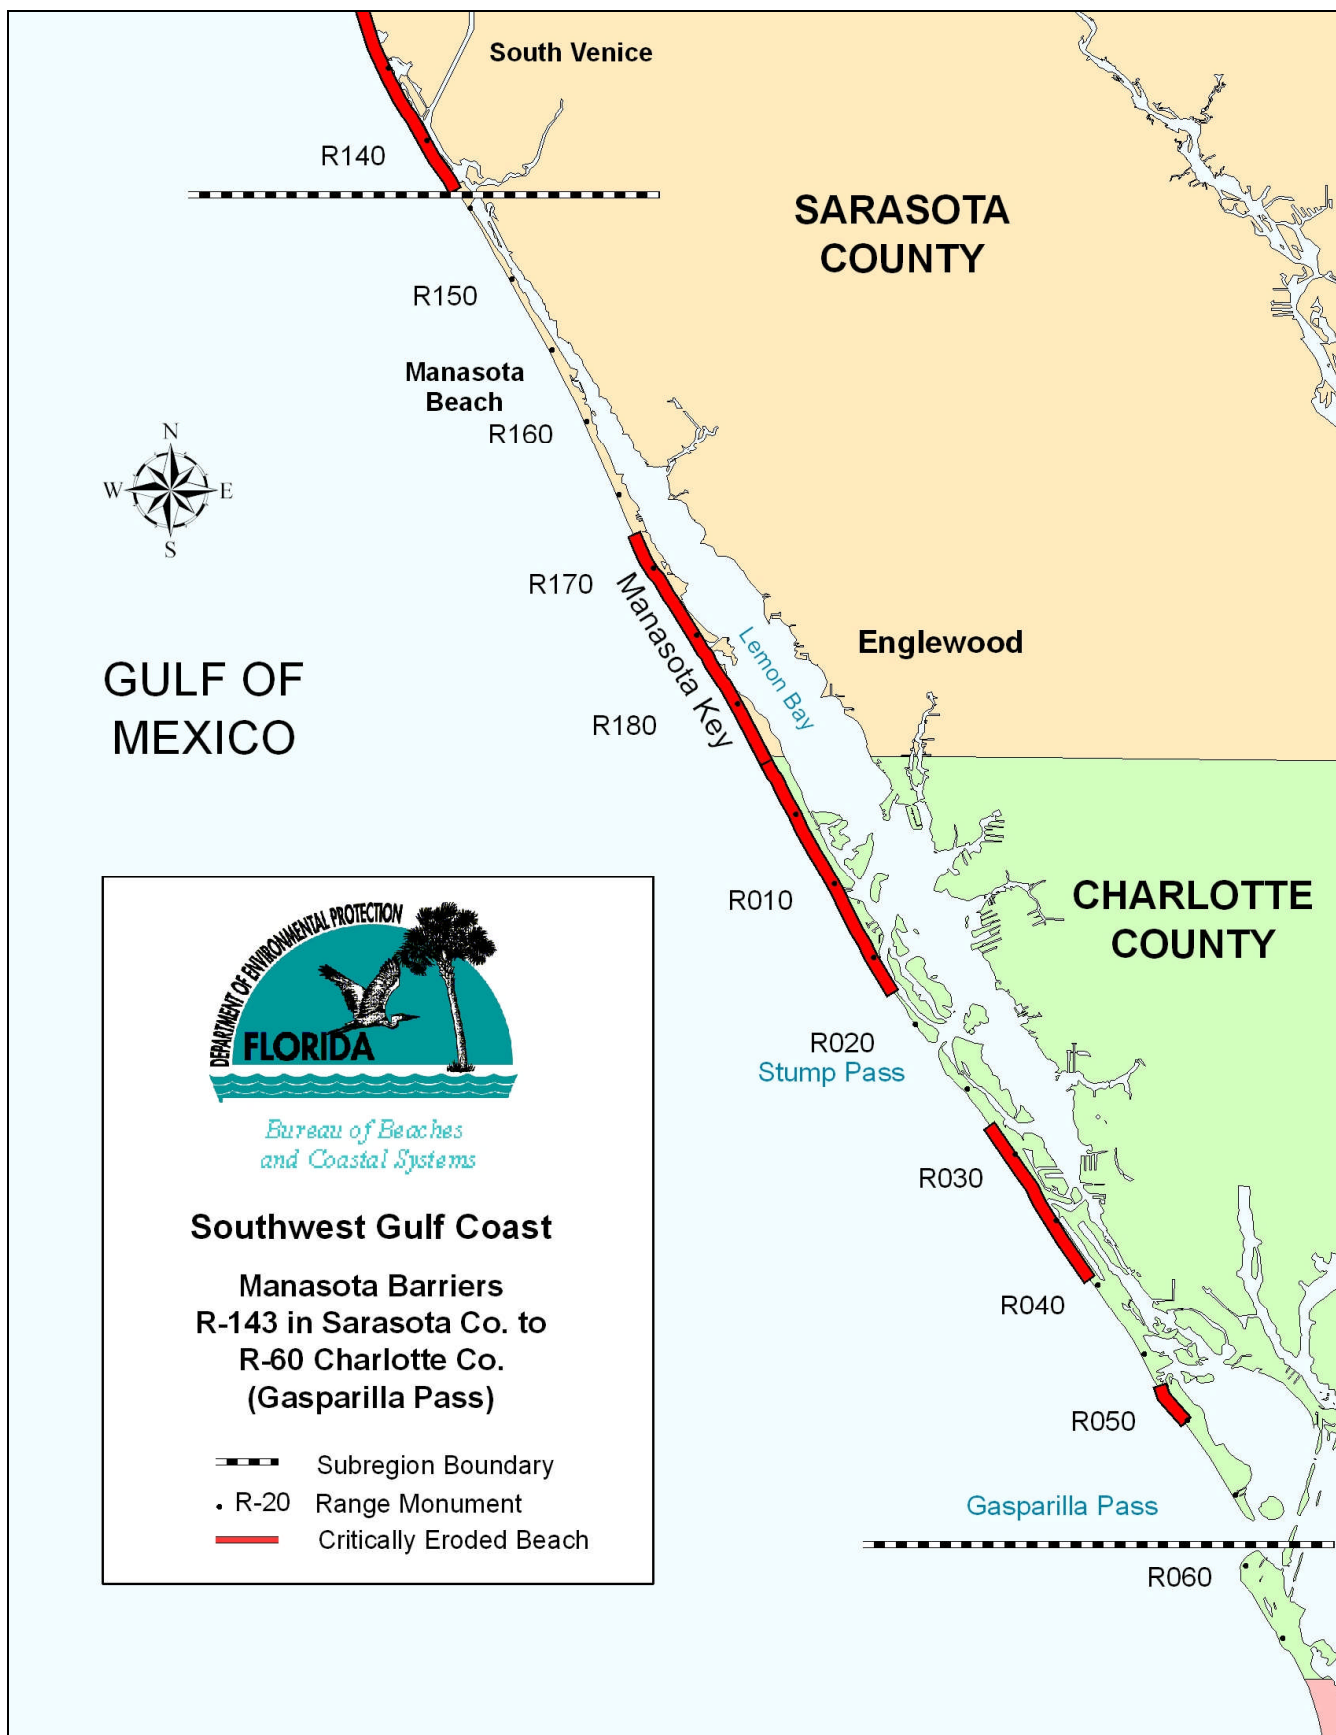 South Venice
R140
SARASOTA
COUNTY
R150
Manasota
Beach
R160
N
W
E
S
R170
Manasota Key
Lemon Bay
Englewood
GULF OF
MEXICO
R180
CHARLOTTE
COUNTY
R010
DEPARTMENT OF ENVIRONMENTAL PROTECTION
FLORIDA
R020
Stump Pass
Bureau of Beaches
and Coastal Systems
R030
Southwest Gulf Coast
Manasota Barriers
R-143 in Sarasota Co. to
R-60 Charlotte Co.
(Gasparilla Pass)
R040
R050
Subregion Boundary
R-20 Range Monument
Critically Eroded Beach
Gasparilla Pass
R060